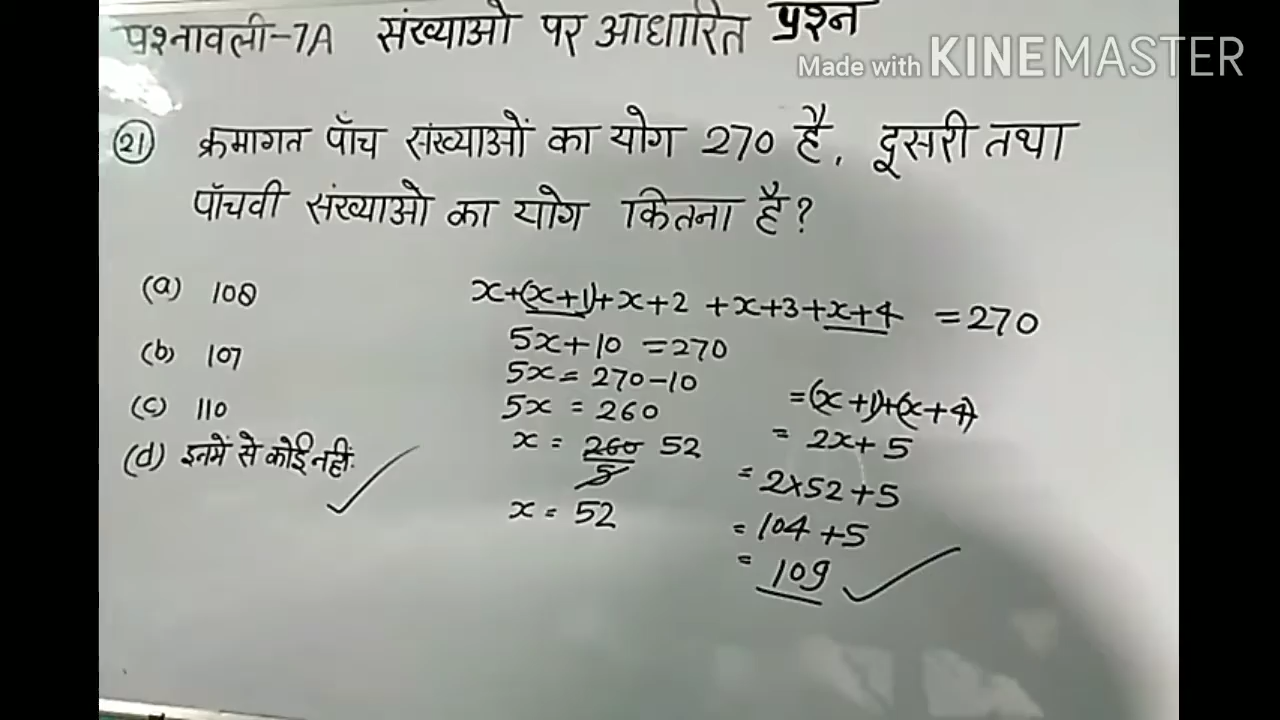 प्रश्नावली-7A संख्याओ पर आधारित प्रश्न
Made with KINEMASTER
(21) क्रमागत पाँच संख्याओं का योग 270 है, दूसरी तथा
पाँचवी संख्याओ का योग कितना है?
(a) 108
x+(x+1)+x+2 +x+3+x+4 =270
(b) 107
5x+10 =270
5x= 270-10
(c) 110
5x = 260
=(x+1)+(x+4)
(d) इनमे से कोई नहीं.
x = 260/5 52
= 2x+5
x = 52
= 2x52+5
= 104+5
= 109